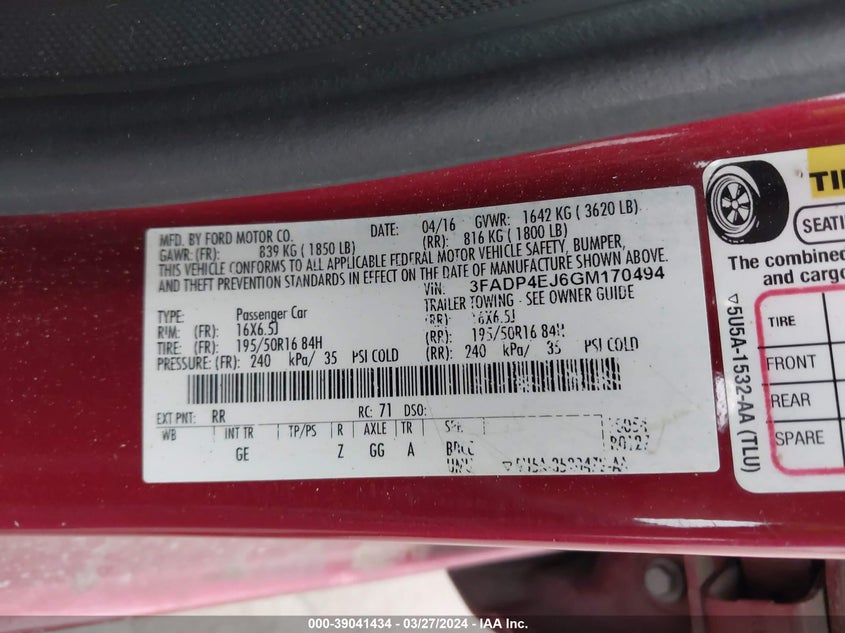 MFD. BY FORD MOTOR CO. DATE: 04/16 GVWR: 1642 KG ( 3620 LB)
GAWR: (FR): 839 KG ( 1850 LB) (RR): 816 KG ( 1800 LB)
THIS VEHICLE CONFORMS TO ALL APPLICABLE FEDERAL MOTOR VEHICLE SAFETY, BUMPER,
AND THEFT PREVENTION STANDARDS IN EFFECT ON THE DATE OF MANUFACTURE SHOWN ABOVE.
VIN: 3FADP4EJ6GM170494
TYPE: Passenger Car TRAILER TOWING - SEE OWNER GUIDE
RIM: (FR): 16X6.5J (RR): 16X6.5J
TIRE: (FR): 195/50R16 84H (RR): 195/50R16 84H
PRESSURE: (FR): 240 kPa/ 35 PSI COLD (RR): 240 kPa/ 35 PSI COLD
EXT PNT: RR RC: 71 DSO:
WB INT TR TP/PS R AXLE TR
GE Z GG A
▽5U5A-1532-AA (TLU)
SEATI
The combined
and cargo
TIRE
FRONT
REAR
SPARE
000-39041434 - 03/27/2024 - © IAA Inc.